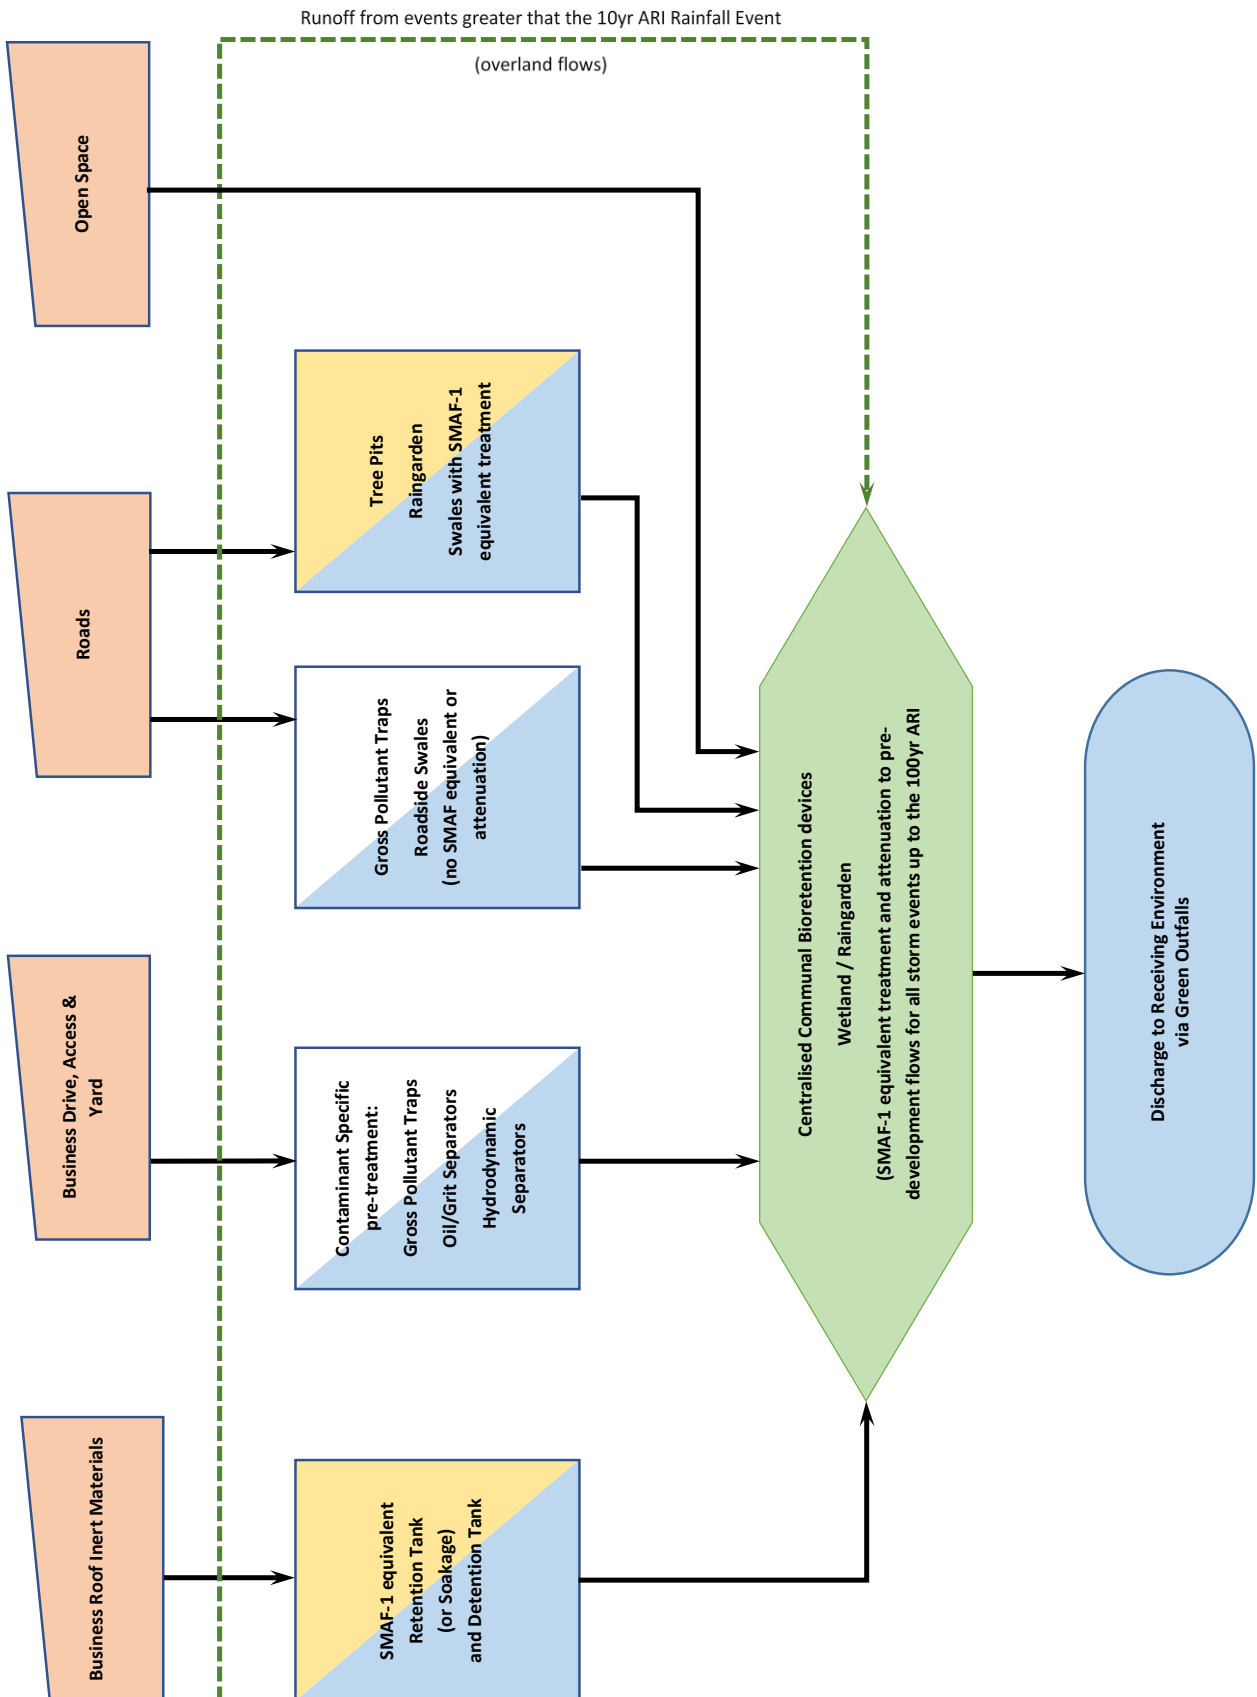 Runoff from events greater that the 10yr ARI Rainfall Event
(overland flows)
Business Roof Inert Materials
Business Drive, Access &
Yard
Roads
Open Space
SMAF-1 equivalent
Retention Tank
(or Soakage)
and Detention Tank
Contaminant Specific
pre-treatment:
Gross Pollutant Traps
Oil/Grit Separators
Hydrodynamic
Separators
Gross Pollutant Traps
Roadside Swales
(no SMAF equivalent or
attenuation)
Tree Pits
Raingarden
Swales with SMAF-1
equivalent treatment
Centralised Communal Bioretention devices
Wetland / Raingarden
(SMAF-1 equivalent treatment and attenuation to pre-
development flows for all storm events up to the 100yr ARI
Discharge to Receiving Environment
via Green Outfalls